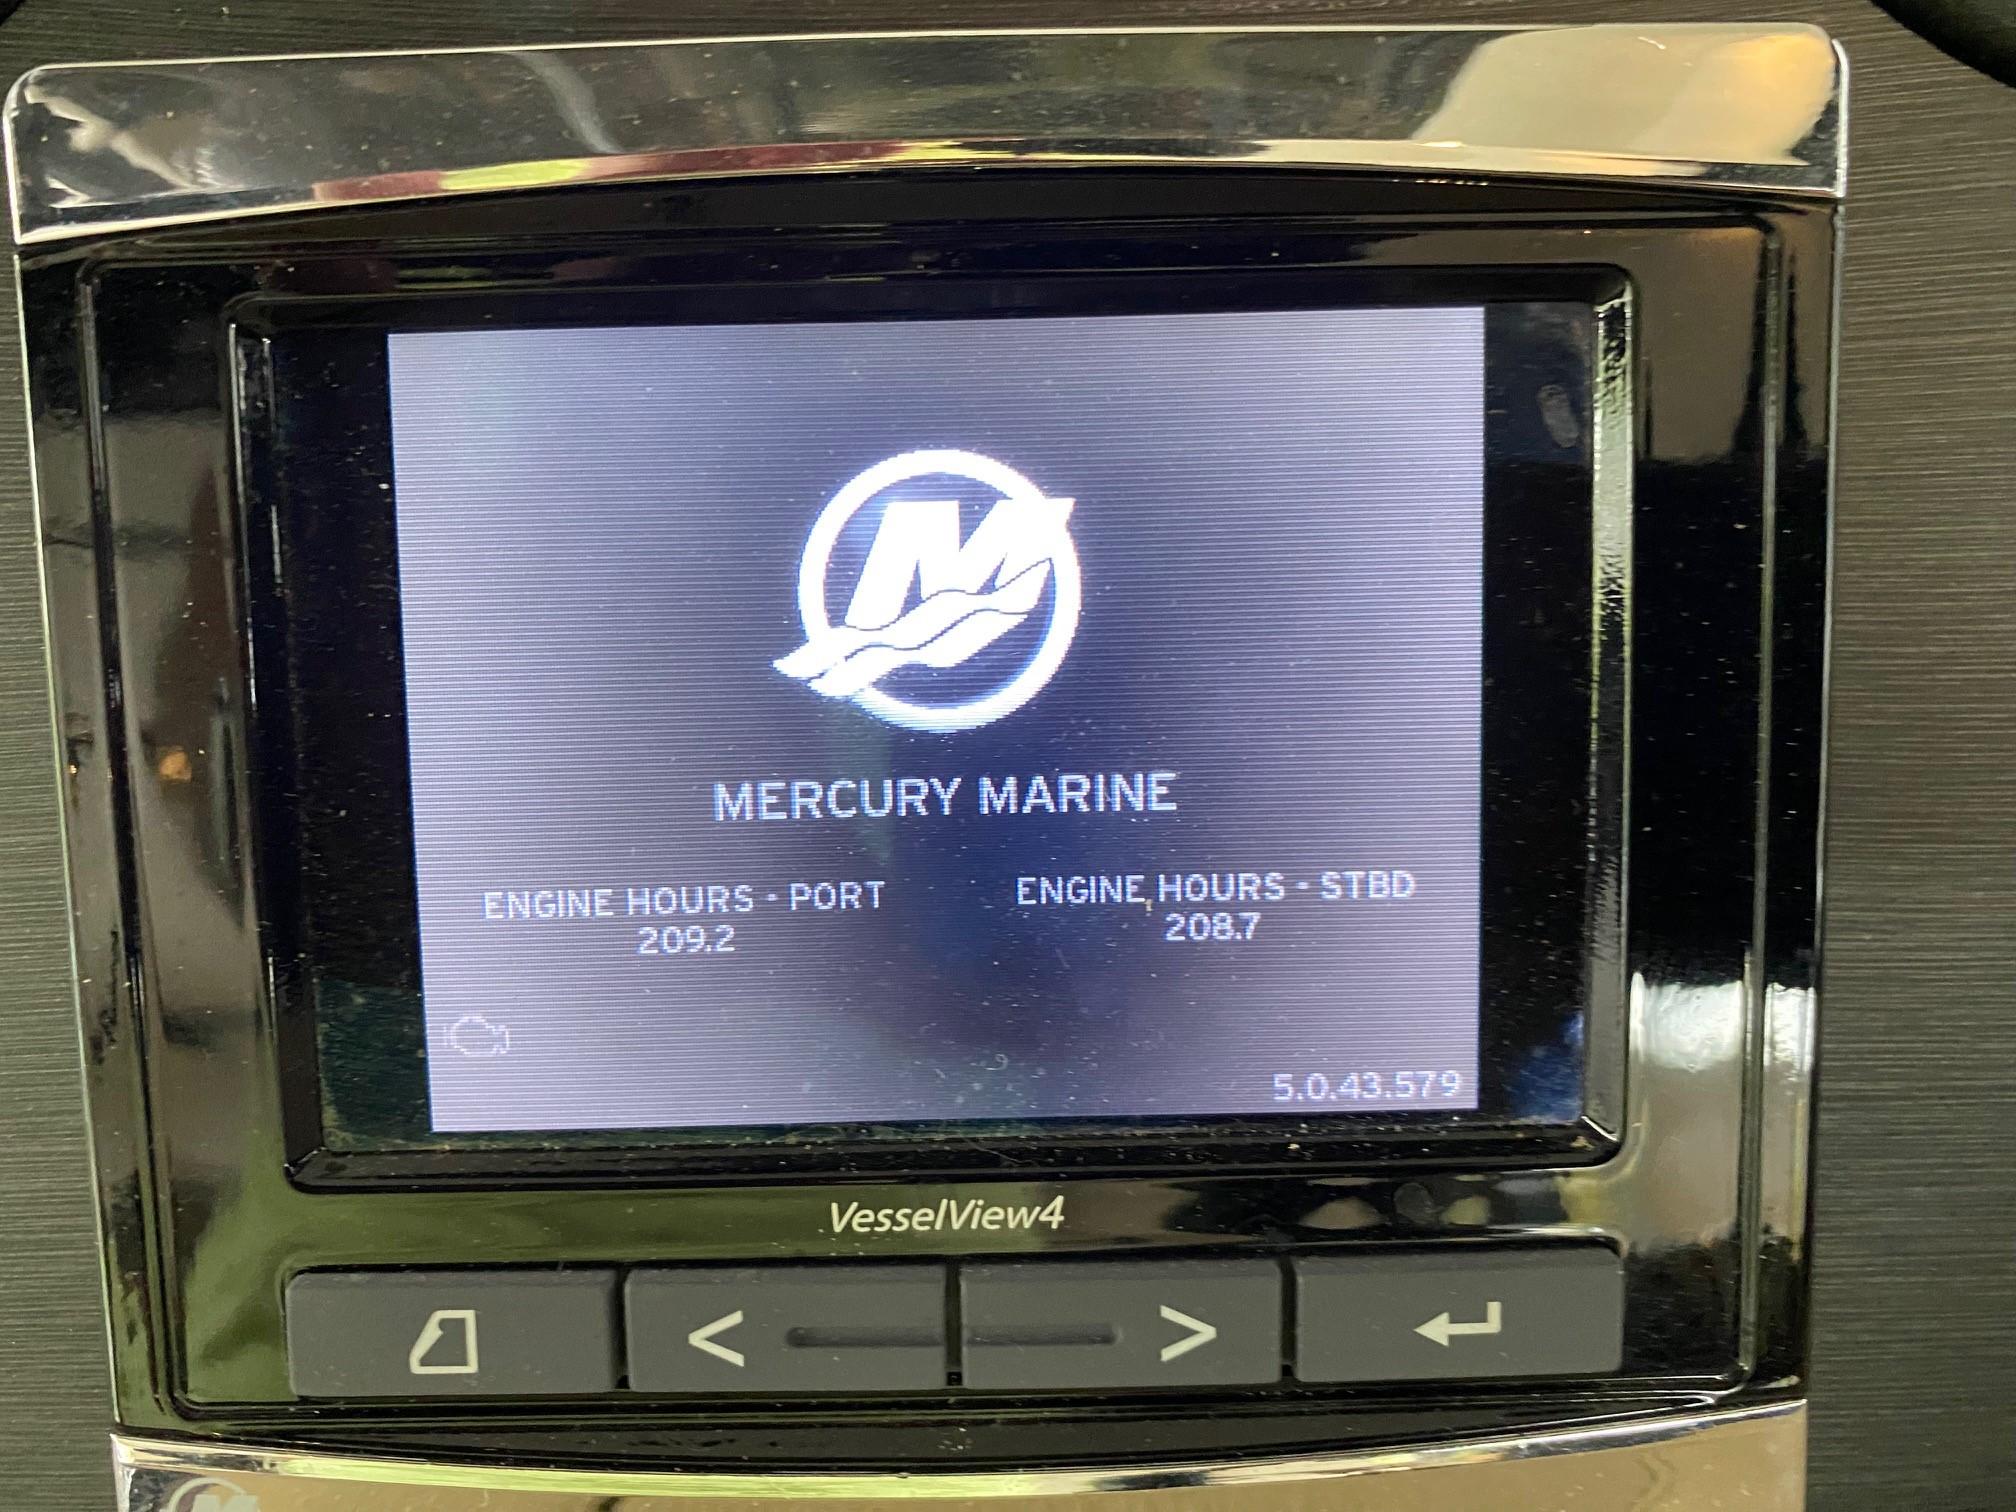 M
MERCURY MARINE
ENGINE HOURS - PORT
209.2
ENGINE HOURS - STBD
208.7
5.0.43.579
VesselView4